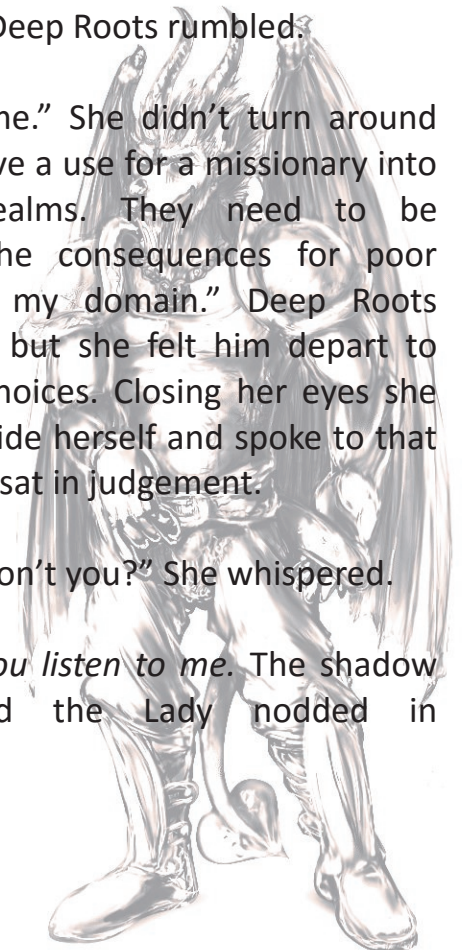 Deep Roots rumbled.
me.” She didn’t turn around
ve a use for a missionary into
ealms. They need to be
he consequences for poor
my domain.” Deep Roots
but she felt him depart to
hoices. Closing her eyes she
ide herself and spoke to that
sat in judgement.
on’t you?” She whispered.
ou listen to me. The shadow
d the Lady nodded in